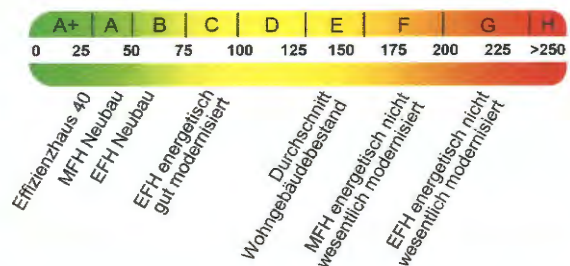 A+ A B C D E F G H
0 25 50 75 100 125 150 175 200 225 >250
Effizienzhaus 40
MFH Neubau
EFH Neubau
EFH energetisch
gut modernisiert
Durchschnitt
Wohngebäudebestand
MFH energetisch nicht
wesentlich modernisiert
EFH energetisch nicht
wesentlich modernisiert